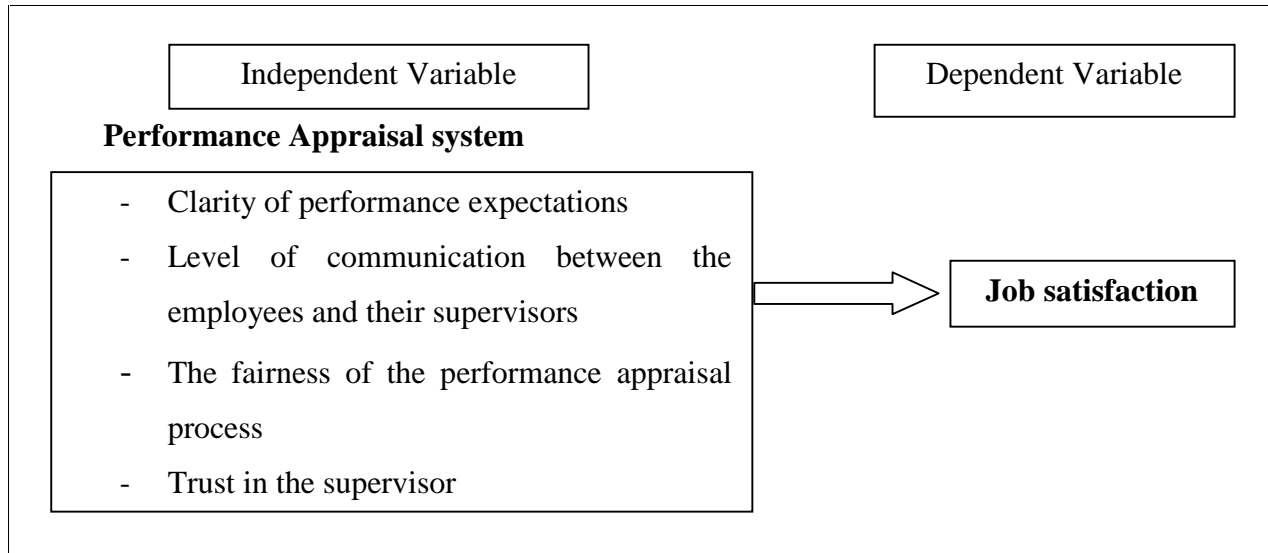 Independent Variable
Dependent Variable
Performance Appraisal system
- Clarity of performance expectations
- Level of communication between the
employees and their supervisors
- The fairness of the performance appraisal
process
- Trust in the supervisor
Job satisfaction